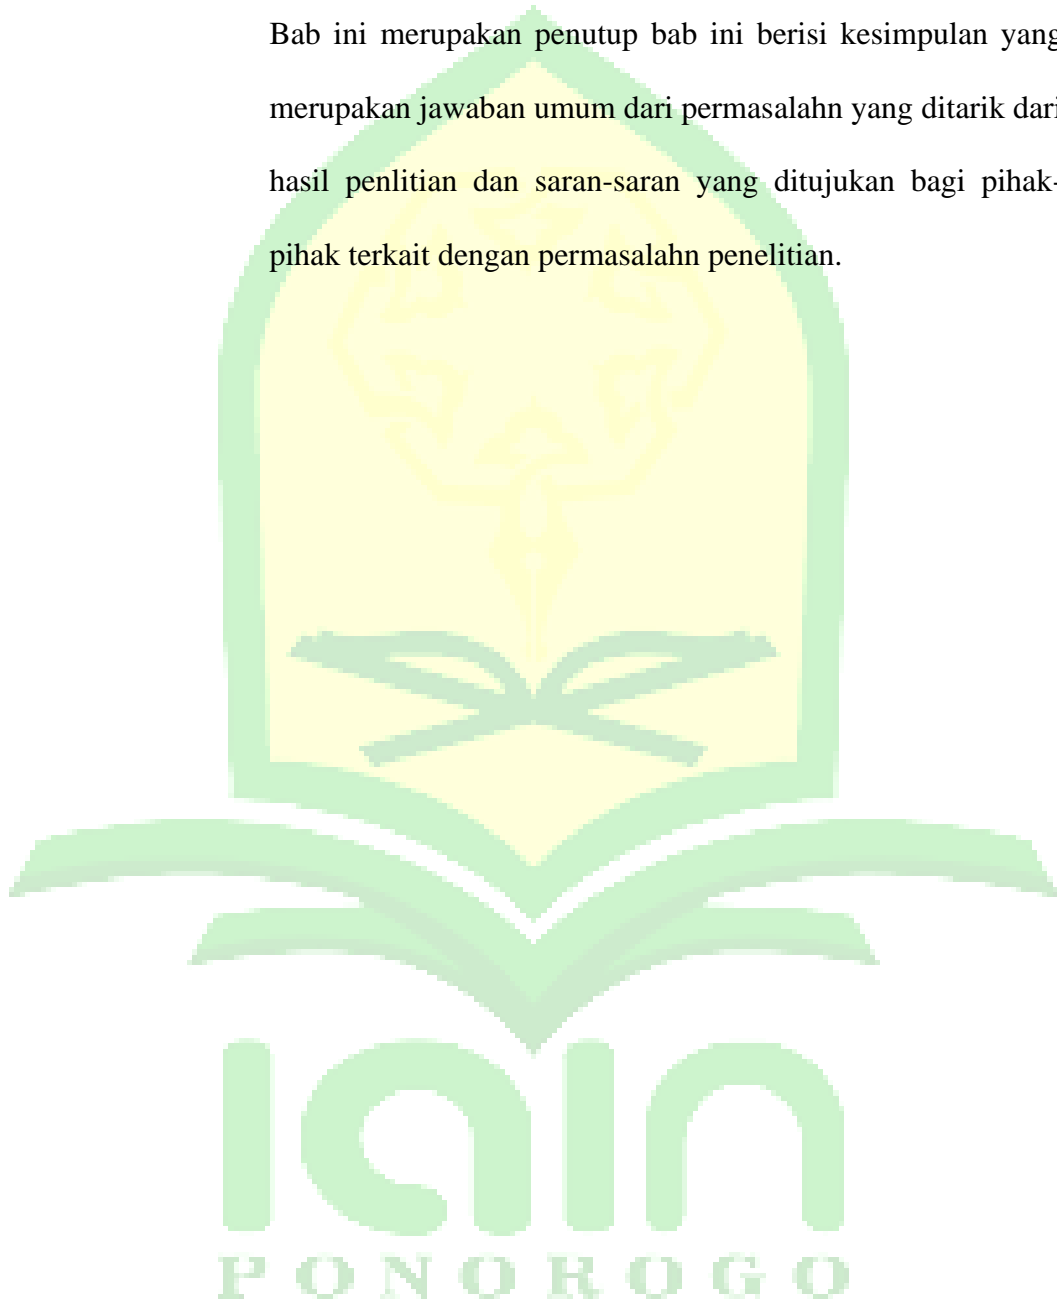 Bab ini merupakan penutup bab ini berisi kesimpulan yang
merupakan jawaban umum dari permasalahn yang ditarik dari
hasil penlitian dan saran-saran yang ditujukan bagi pihak-
pihak terkait dengan permasalahn penelitian.
iain
PONOROGO